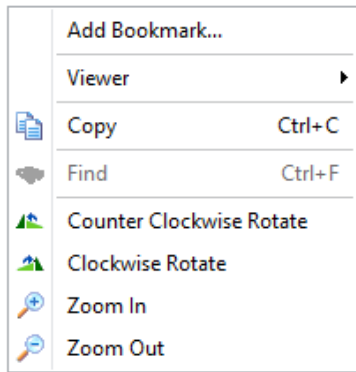 Add Bookmark...
Viewer
Copy Ctrl+C
Find Ctrl+F
Counter Clockwise Rotate
Clockwise Rotate
Zoom In
Zoom Out